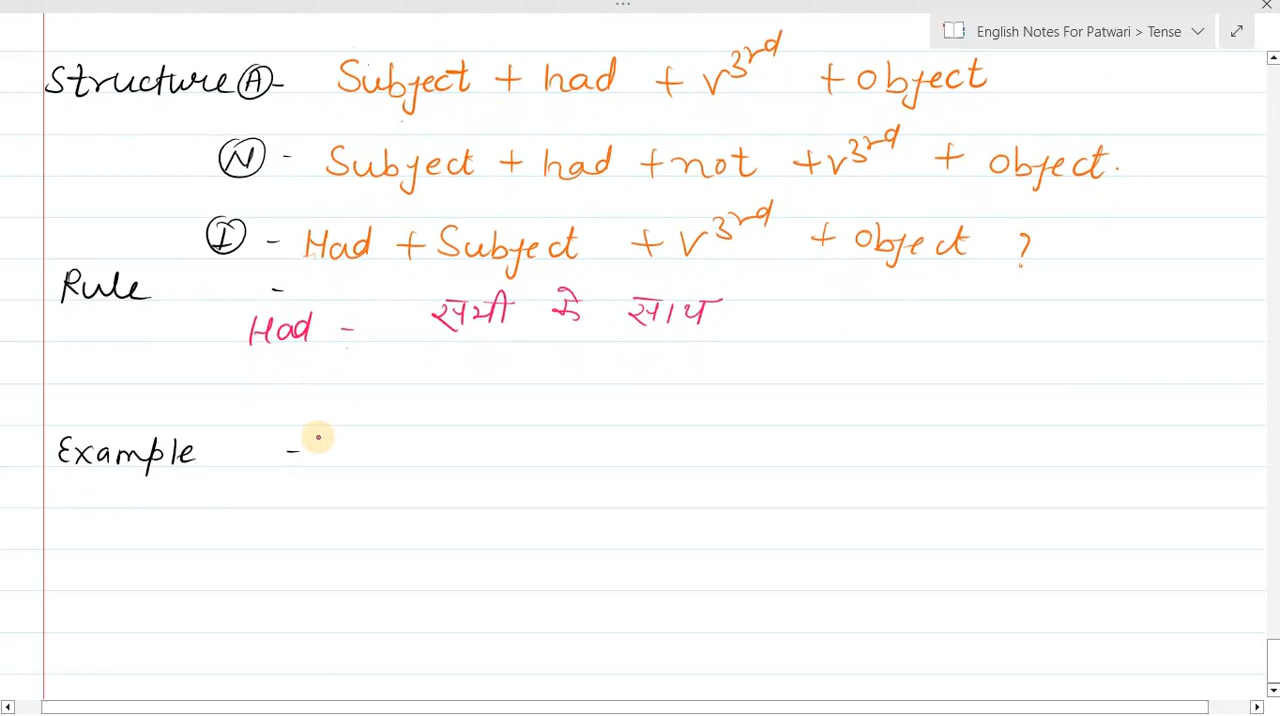 ...
English Notes For Patwari > Tense
Structure Ⓐ- Subject + had + v3rd + object
Ⓝ - Subject + had + not + v3rd + object.
Ⓘ - Had + Subject + v3rd + object ?
Rule -
Had - सभी के साथ
Example -